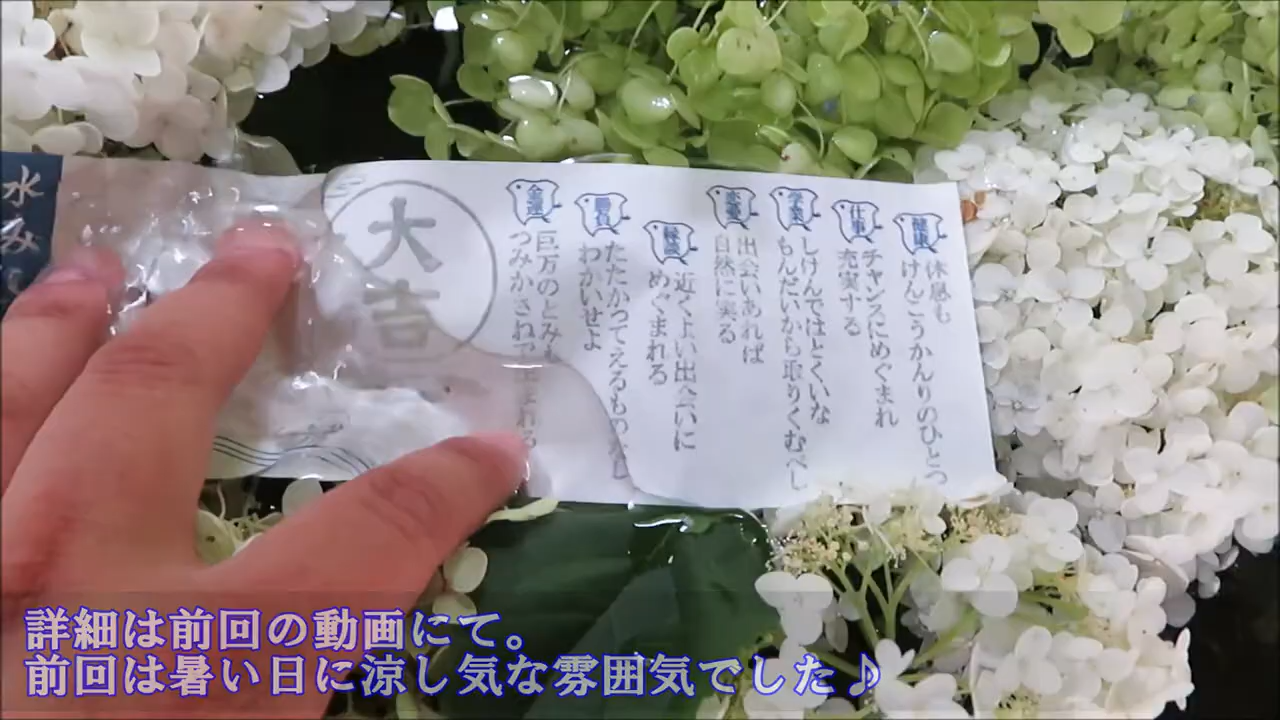 水み
大吉
健康
休息も
けんこうかんりのひとつ
仕事
チャンスにめぐまれ
充実する
学業
しけんではとくいな
もんだいから取りくむべし
恋愛
出会いあれば
自然に実る
縁談
近くよい出会いに
めぐまれる
勝負
たたかってえるもの
わかいせよ
金運
巨万のとみも
つみかさねで
詳細は前回の動画にて。
前回は暑い日に涼し気な雰囲気でした♪